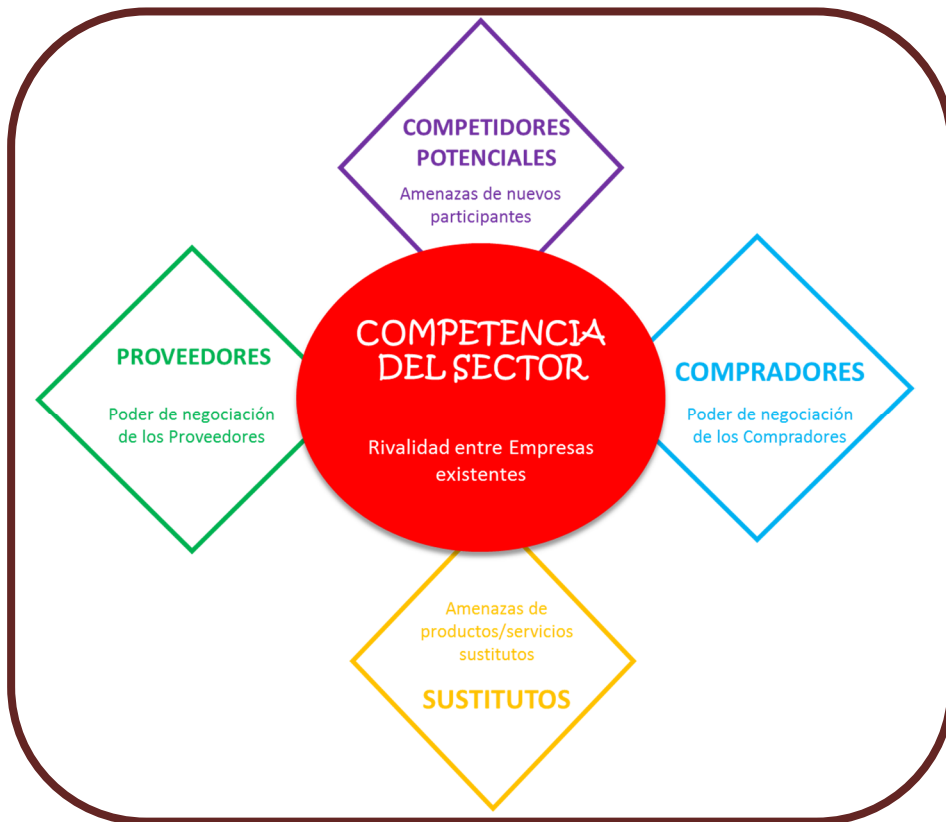 COMPETIDORES
POTENCIALES
Amenazas de nuevos
participantes
PROVEEDORES
Poder de negociación
de los Proveedores
COMPETENCIA
DEL SECTOR
Rivalidad entre Empresas
existentes
COMPRADORES
Poder de negociación
de los Compradores
Amenazas de
productos/servicios
sustitutos
SUSTITUTOS